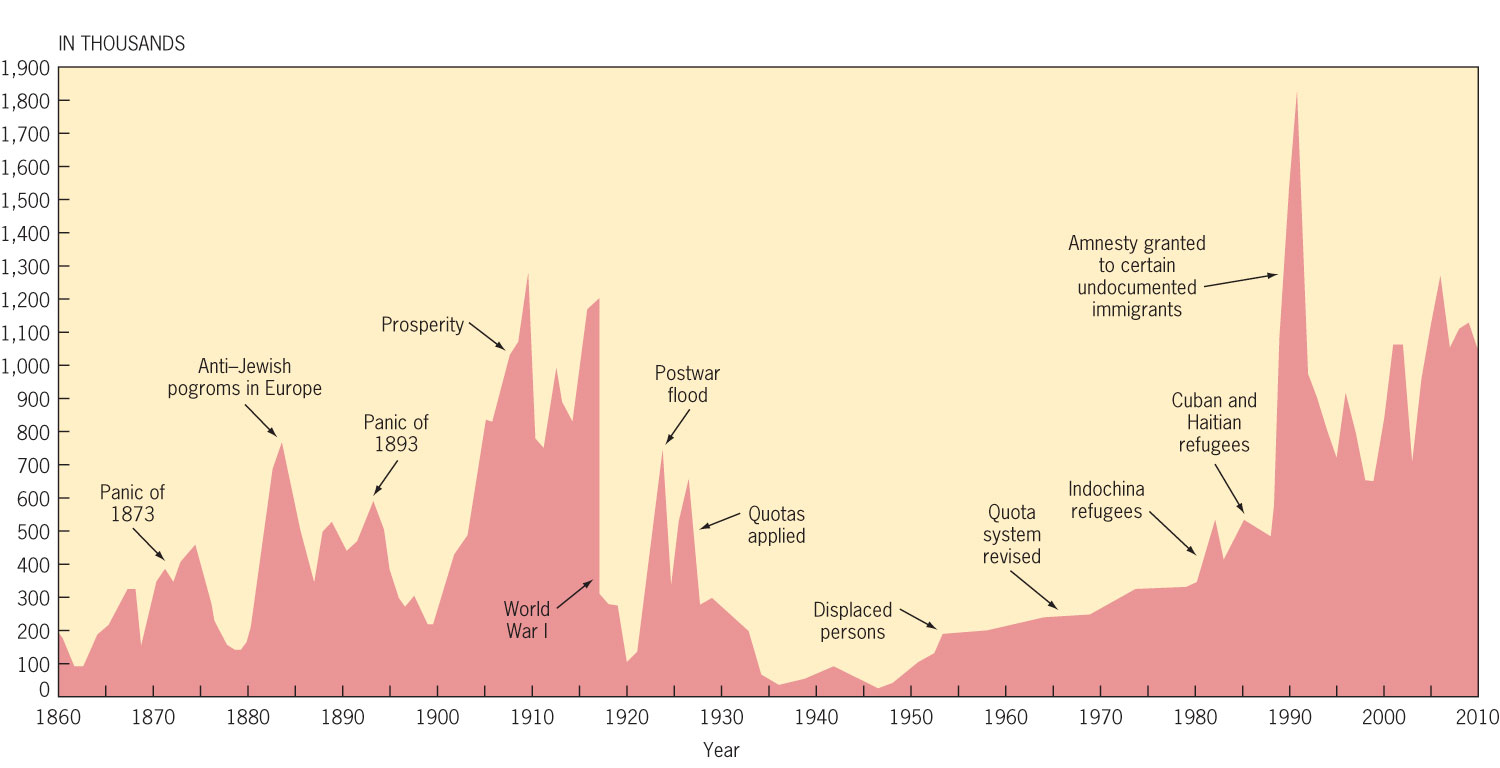 IN THOUSANDS
1,900
1,800
1,700
1,600
1,500
1,400
1,300
1,200
1,100
1,000
900
800
700
600
500
400
300
200
100
0
Panic of
1873
Anti–Jewish
pogroms in Europe
Panic of
1893
Prosperity
World
War I
Postwar
flood
Quotas
applied
Displaced
persons
Quota
system
revised
Indochina
refugees
Cuban and
Haitian
refugees
Amnesty granted
to certain
undocumented
immigrants
1860 1870 1880 1890 1900 1910 1920 1930 1940 1950 1960 1970 1980 1990 2000 2010
Year